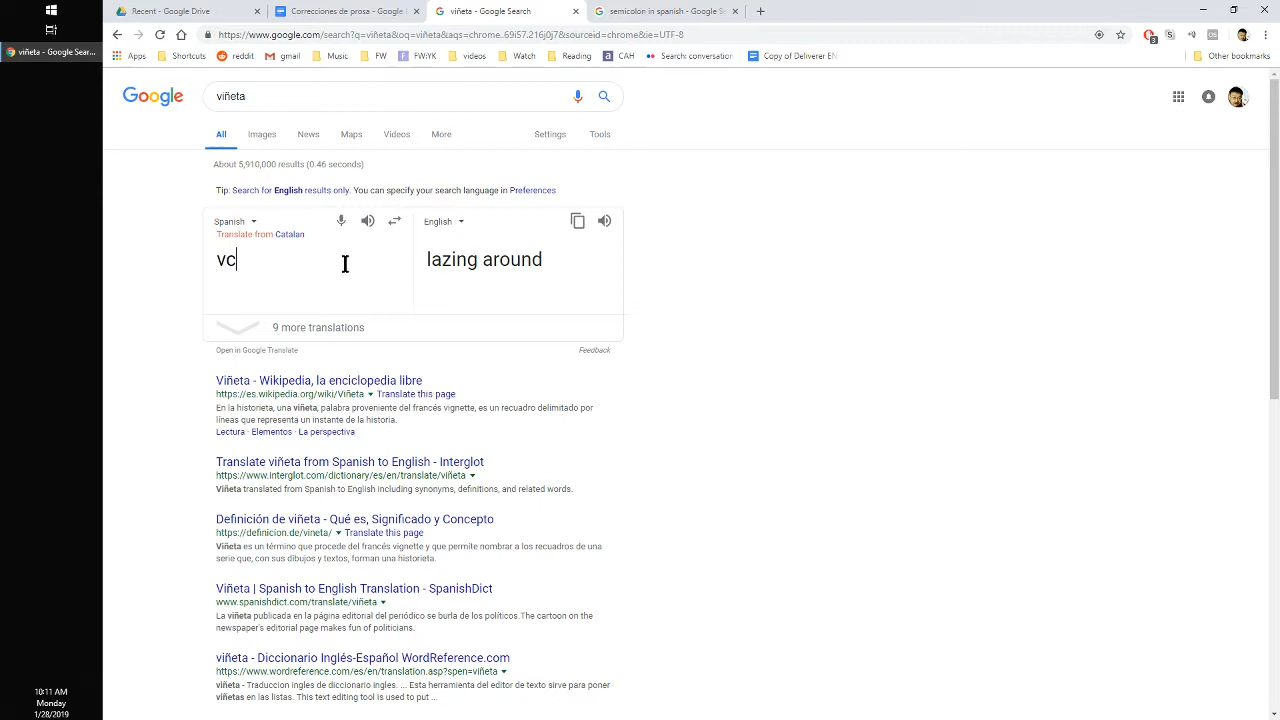 viñeta - Google Sear...
Recent - Google Drive
Correciones de prosa - Google
viñeta - Google Search
semicolon in spanish - Google Se
https://www.google.com/search?q=viñeta&oq=viñeta&aqs=chrome..69i57.216j0j7&sourceid=chrome&ie=UTF-8
2
Apps Shortcuts reddit gmail Music FW FW:YK videos Watch Reading CAH Search: conversation Copy of Deliverer EN Other bookmarks
Google
viñeta
All Images News Maps Videos More Settings Tools
About 5,910,000 results (0.46 seconds)
Tip: Search for English results only. You can specify your search language in Preferences
Spanish English
Translate from Catalan
vc lazing around
9 more translations
Open in Google Translate Feedback
Viñeta - Wikipedia, la enciclopedia libre
https://es.wikipedia.org/wiki/Viñeta Translate this page
En la historieta, una viñeta, palabra proveniente del francés vignette, es un recuadro delimitado por
líneas que representa un instante de la historia.
Lectura · Elementos · La perspectiva
Translate viñeta from Spanish to English - Interglot
https://www.interglot.com/dictionary/es/en/translate/viñeta
Viñeta translated from Spanish to English including synonyms, definitions, and related words.
Definición de viñeta - Qué es, Significado y Concepto
https://definicion.de/vineta/ Translate this page
Viñeta es un término que procede del francés vignette y que permite nombrar a los recuadros de una
serie que, con sus dibujos y textos, forman una historieta.
Viñeta | Spanish to English Translation - SpanishDict
www.spanishdict.com/translate/viñeta
La viñeta publicada en la página editorial del periódico se burla de los políticos.The cartoon on the
newspaper's editorial page makes fun of politicians.
viñeta - Diccionario Inglés-Español WordReference.com
https://www.wordreference.com/es/en/translation.asp?spen=viñeta
viñeta - Traduccion ingles de diccionario ingles. ... Esta herramienta del editor de texto sirve para poner
viñetas en las listas. This text editing tool is used to put ...
10:11 AM
Monday
1/28/2019